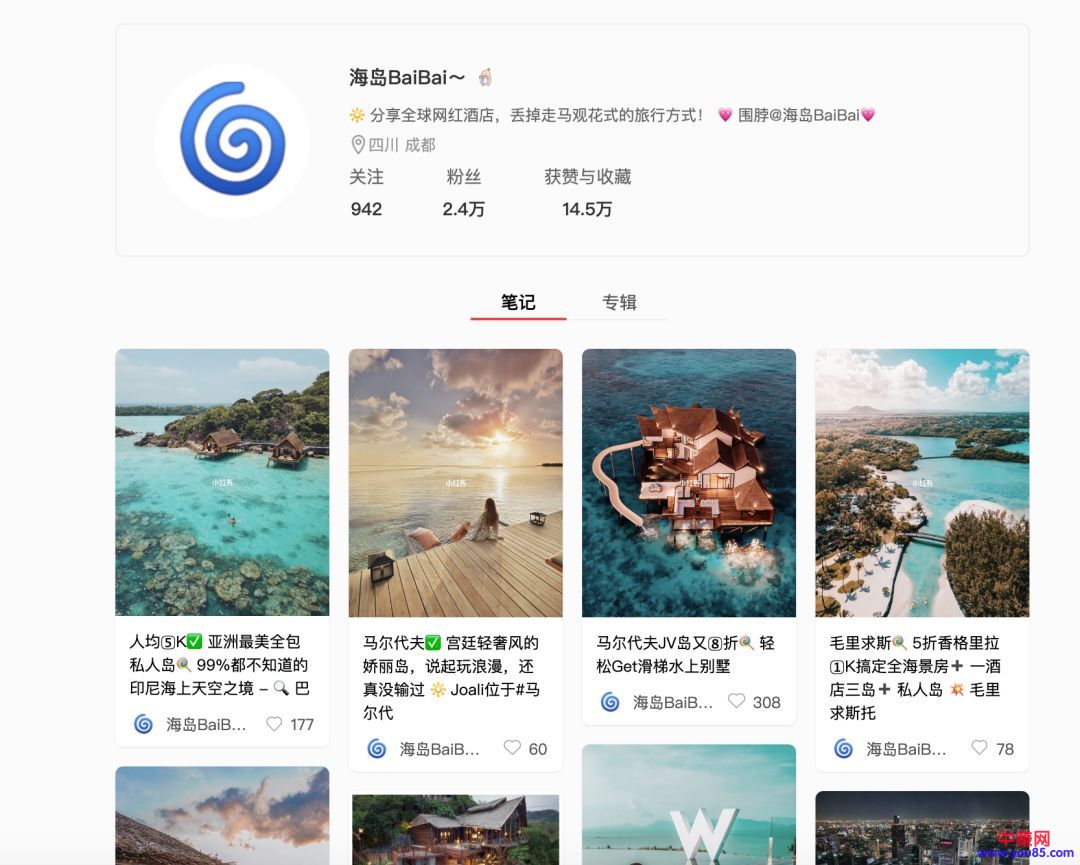 海岛BaiBai～
分享全球网红酒店，丢掉走马观花式的旅行方式！ 💗 围脖@海岛BaiBai💗
四川 成都
关注 粉丝 获赞与收藏
942 2.4万 14.5万
笔记 专辑
小红书
小红书
小红书
小红书
人均⑤K✅ 亚洲最美全包
私人岛🍭 99%都不知道的
印尼海上天空之境 – 🔍 巴
海岛BaiB... 177
马尔代夫✅ 宫廷轻奢风的
娇丽岛，说起玩浪漫，还
真没输过 ☀️ Joali位于#马
尔代
海岛BaiB... 60
马尔代夫JV岛又⑧折🍭 轻
松Get滑梯水上别墅
海岛BaiB... 308
毛里求斯🍭 5折香格里拉
①K搞定全海景房➕ 一酒
店三岛➕ 私人岛 💥 毛里
求斯托
海岛BaiB... 78
W
中赚网
www.yoo85.com